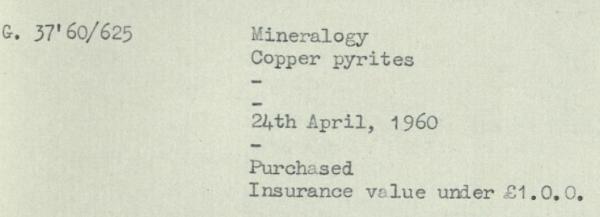 G. 37'60/625 Mineralogy
Copper pyrites
-
-
24th April, 1960
-
Purchased
Insurance value under £1.0.0.